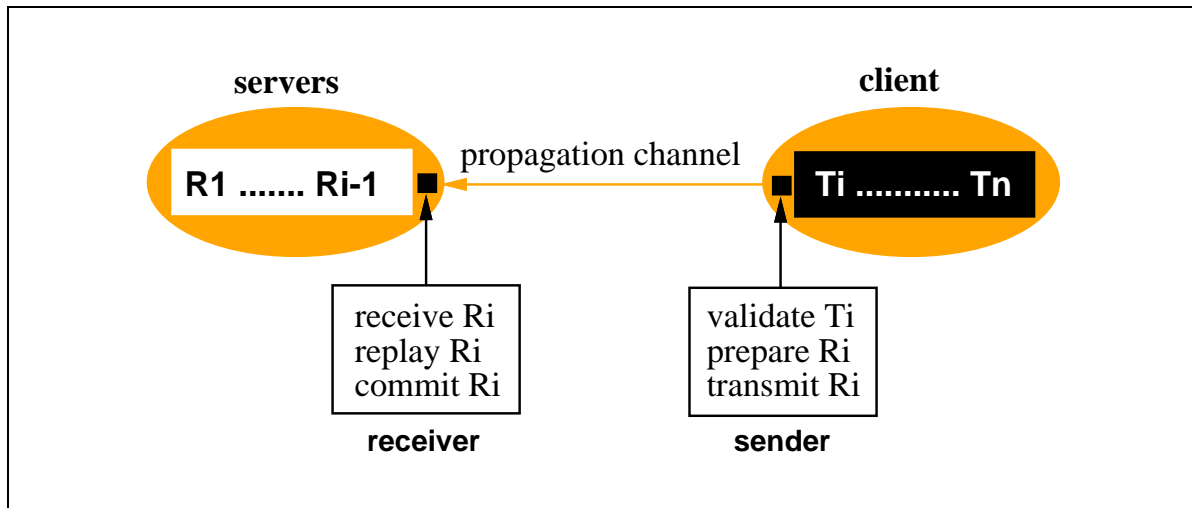 servers
client
propagation channel
R1 ....... Ri-1
Ti ........... Tn
receive Ri
replay Ri
commit Ri
receiver
validate Ti
prepare Ri
transmit Ri
sender